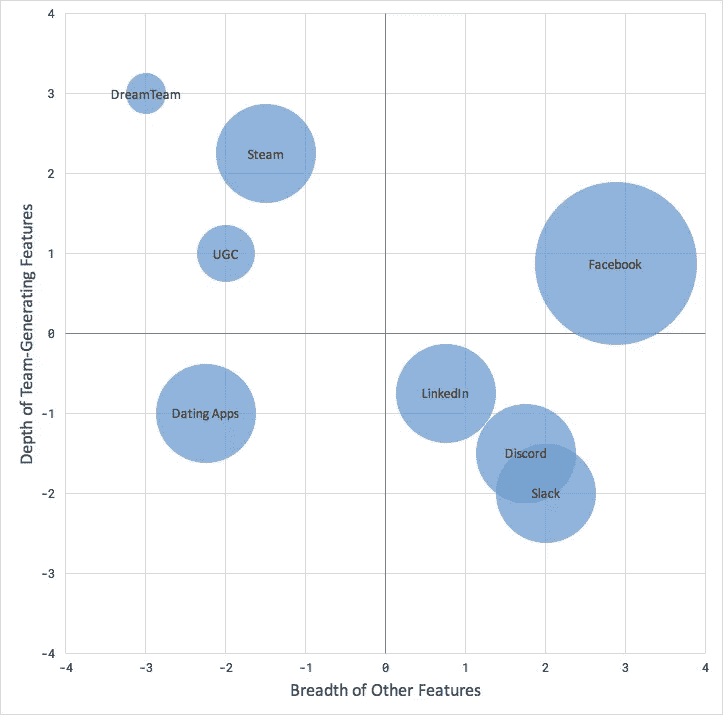 4
3
DreamTeam
Steam
2
1
UGC
Facebook
0
LinkedIn
-1
Dating Apps
Discord
-2
Slack
-3
-4
-4
-3
-2
-1
0
1
2
3
4
Depth of Team-Generating Features
Breadth of Other Features